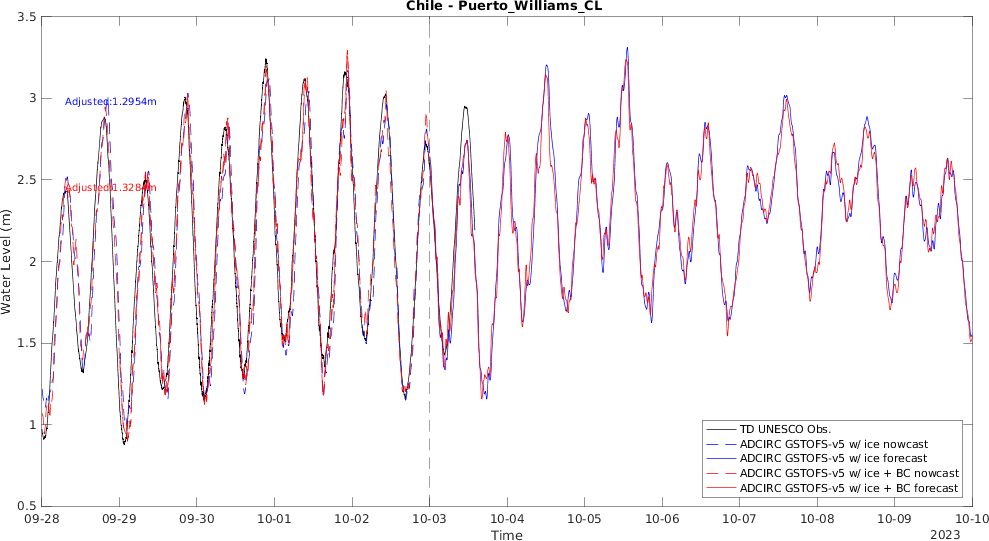 Chile - Puerto_Williams_CL
3.5
3
2.5
2
1.5
1
0.5
Water Level (m)
Adjusted:1.2954m
Adjusted:1.3284m
TD UNESCO Obs.
ADCIRC GSTOFS-v5 w/ ice nowcast
ADCIRC GSTOFS-v5 w/ ice forecast
ADCIRC GSTOFS-v5 w/ ice + BC nowcast
ADCIRC GSTOFS-v5 w/ ice + BC forecast
09-28 09-29 09-30 10-01 10-02 10-03 10-04 10-05 10-06 10-07 10-08 10-09 10-10
Time
2023